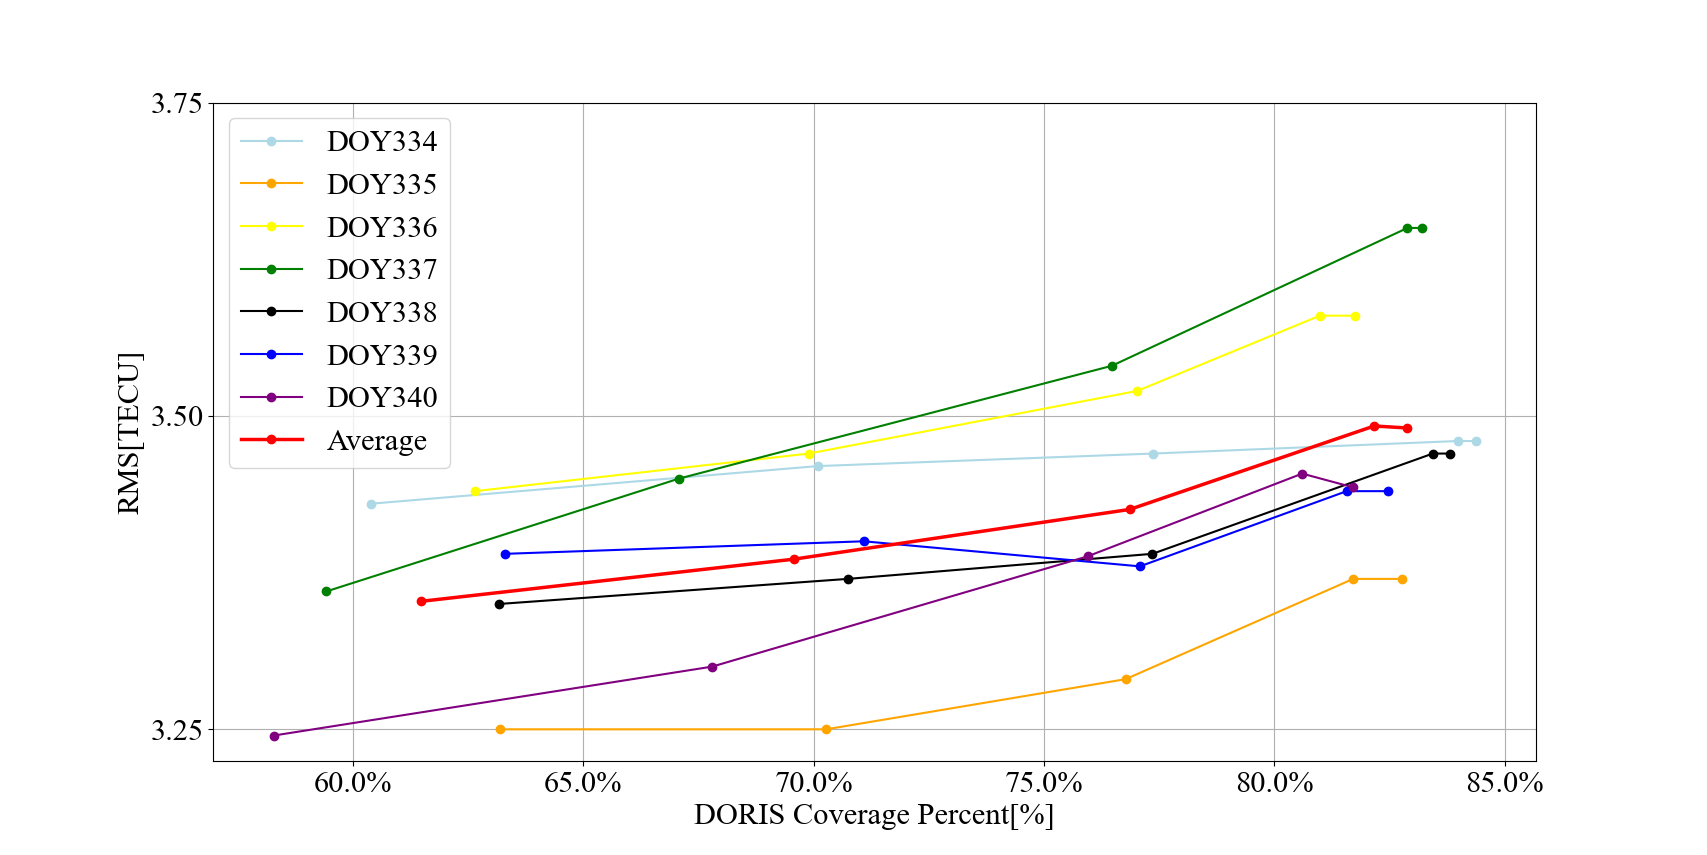 3.75
DOY334
DOY335
DOY336
DOY337
DOY338
DOY339
DOY340
Average
RMS[TECU]
3.50
3.25
60.0% 65.0% 70.0% 75.0% 80.0% 85.0%
DORIS Coverage Percent[%]